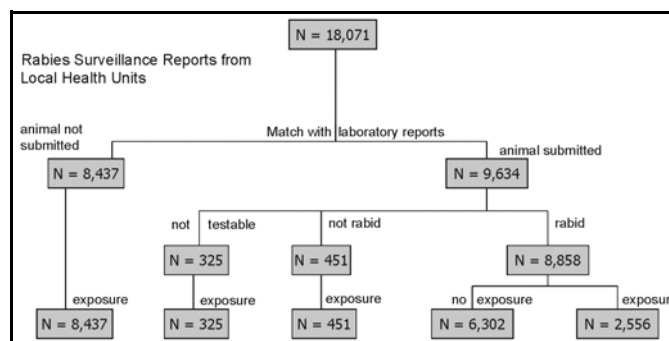 N = 18,071
Rabies Surveillance Reports from
Local Health Units
animal not
submitted
Match with laboratory reports
animal submitted
N = 8,437
N = 9,634
not testable
not rabid
rabid
N = 325
N = 451
N = 8,858
exposure
exposure
exposure
no exposure
exposure
N = 8,437
N = 325
N = 451
N = 6,302
N = 2,556